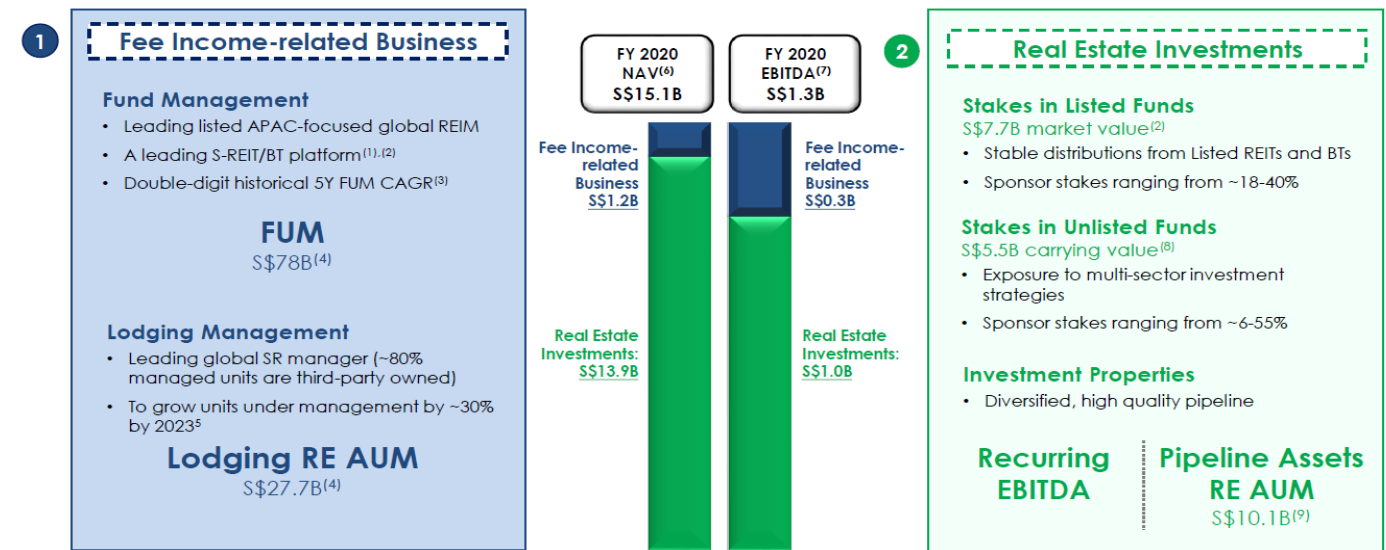 1
Fee Income-related Business
Fund Management
• Leading listed APAC-focused global REIM
• A leading S-REIT/BT platform(1),(2)
• Double-digit historical 5Y FUM CAGR(3)
FUM
S$78B(4)
Lodging Management
• Leading global SR manager (~80%
managed units are third-party owned)
• To grow units under management by ~30%
by 2023⁵
Lodging RE AUM
S$27.7B(4)
FY 2020
NAV(6)
S$15.1B
Fee Income-
related
Business
S$1.2B
Real Estate
Investments:
S$13.9B
FY 2020
EBITDA(7)
S$1.3B
Fee Income-
related
Business
S$0.3B
Real Estate
Investments:
S$1.0B
2
Real Estate Investments
Stakes in Listed Funds
S$7.7B market value(2)
• Stable distributions from Listed REITs and BTs
• Sponsor stakes ranging from ~18-40%
Stakes in Unlisted Funds
S$5.5B carrying value(8)
• Exposure to multi-sector investment
strategies
• Sponsor stakes ranging from ~6-55%
Investment Properties
• Diversified, high quality pipeline
Recurring
EBITDA
Pipeline Assets
RE AUM
S$10.1B(9)